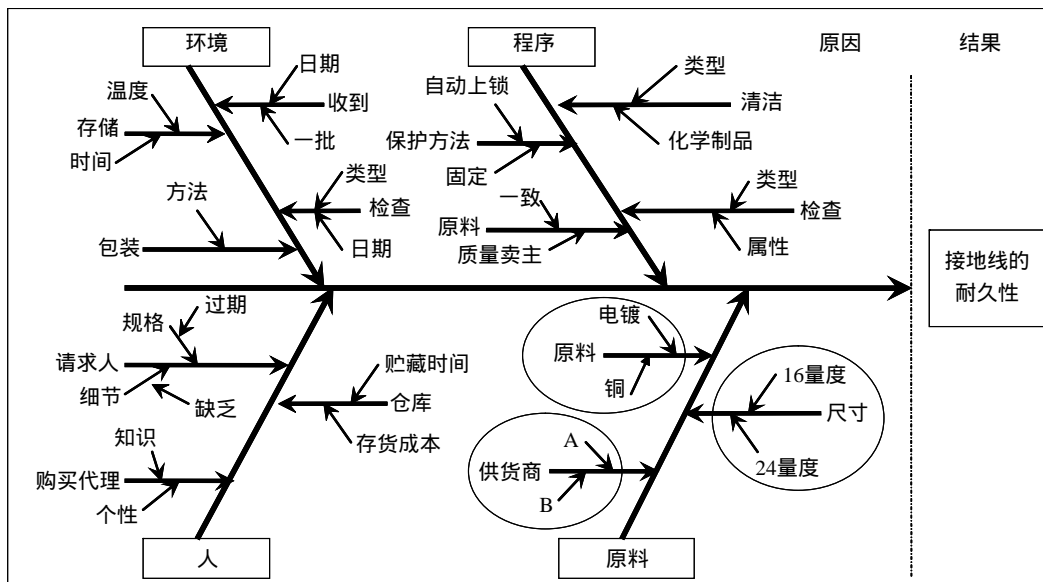 环境
程序
原因
结果
日期
收到
一批
温度
存储
时间
类型
检查
日期
方法
包装
类型
清洁
化学制品
自动上锁
保护方法
固定
类型
检查
属性
一致
原料
质量卖主
接地线的
耐久性
过期
规格
请求人
细节
缺乏
贮藏时间
仓库
存货成本
知识
购买代理
个性
人
电镀
原料
铜
16量度
尺寸
24量度
A
供货商
B
原料